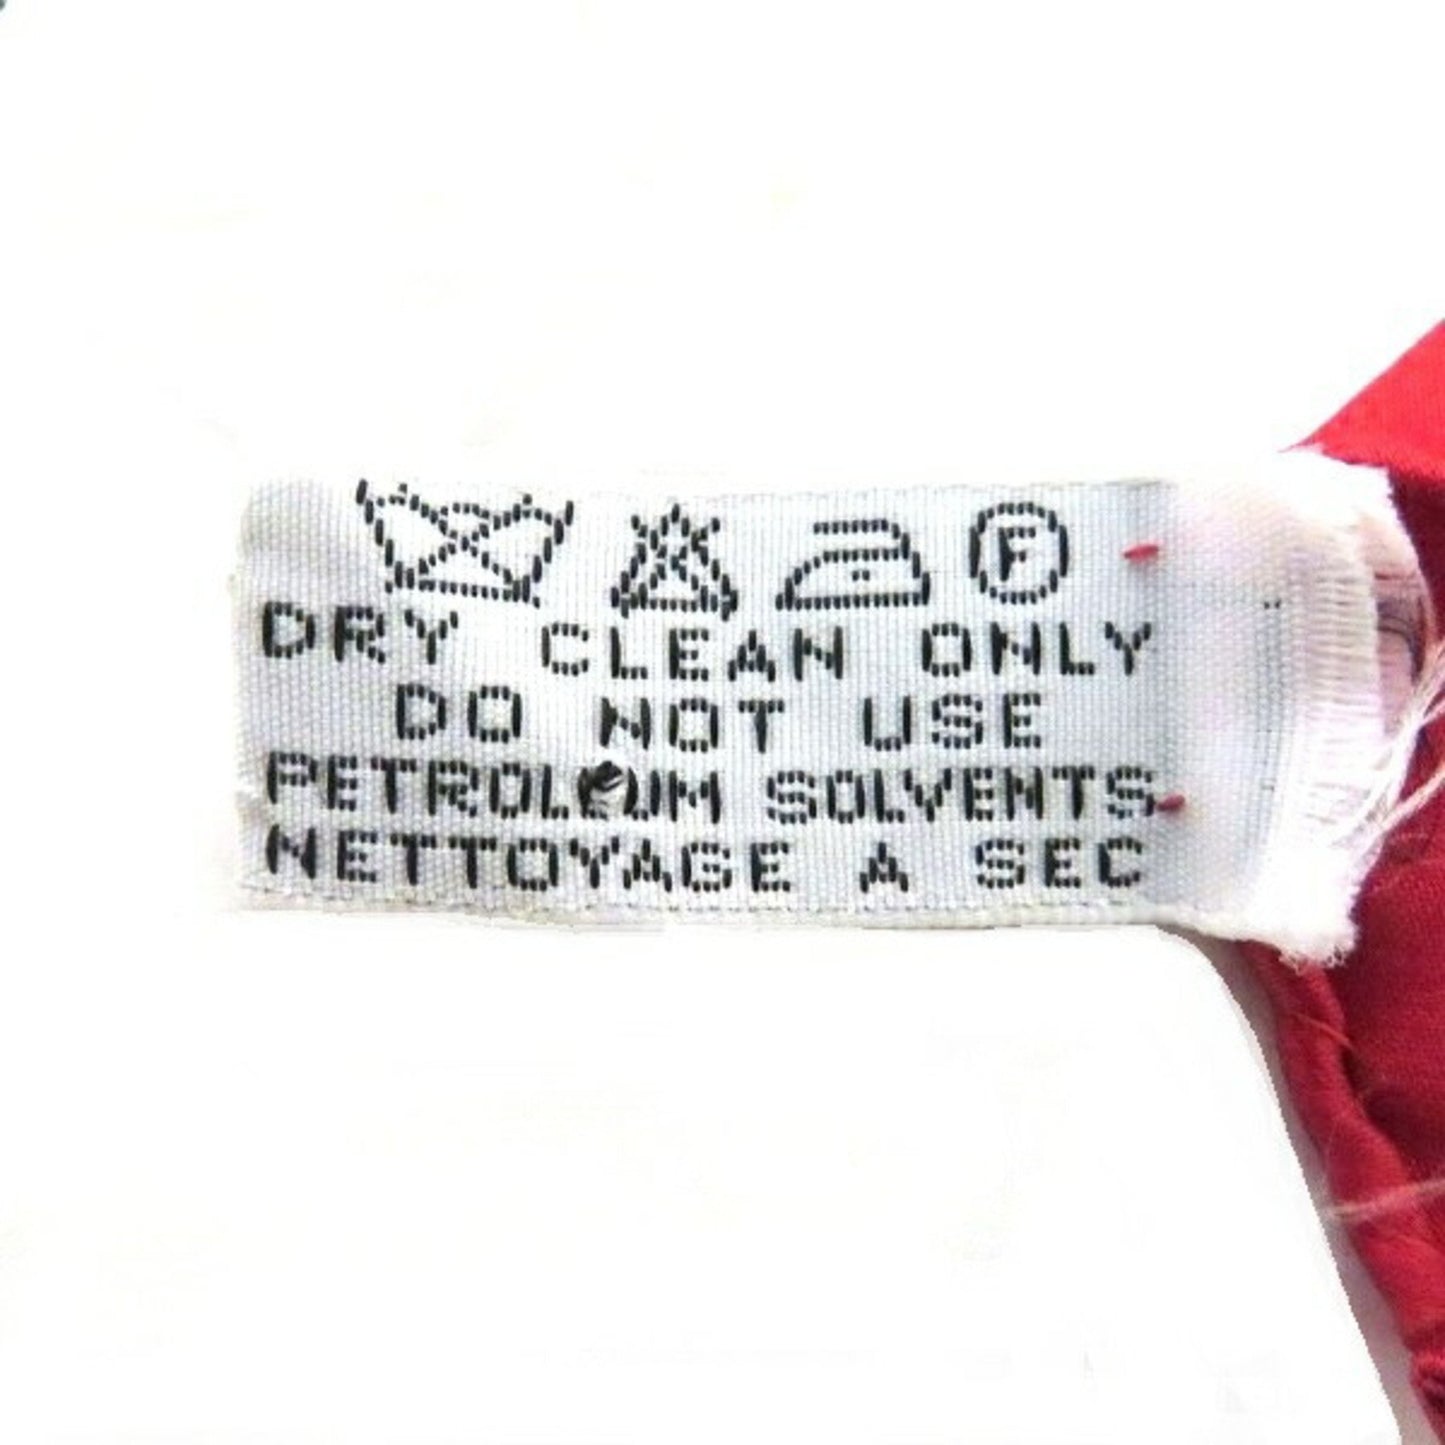 F
DRY CLEAN ONLY
DO NOT USE
PETROLEUM SOLVENTS
NETTOYAGE A SEC